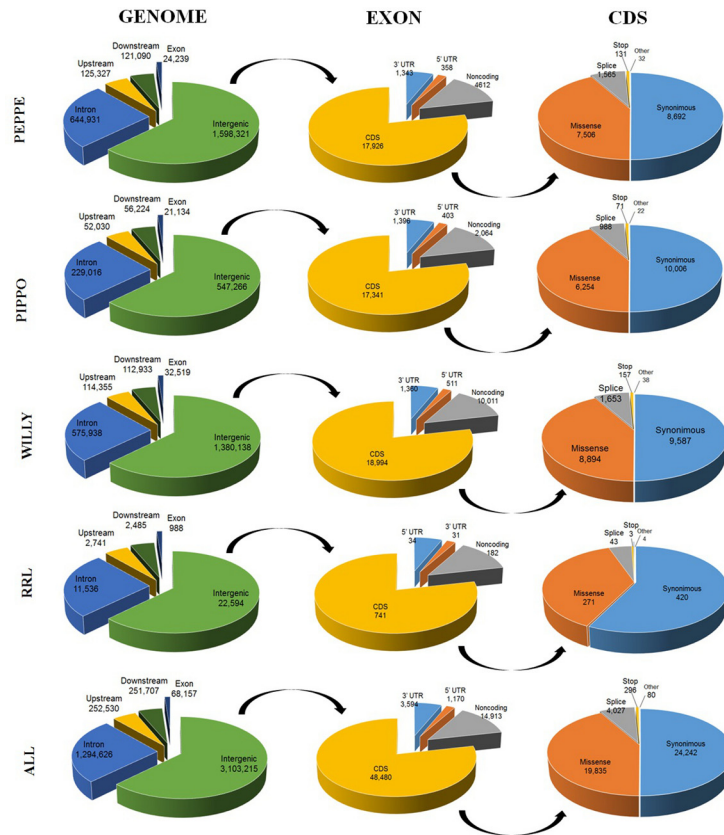 GENOME
EXON
CDS
PEPPE
Downstream
121,090
Exon
24,239
Upstream
125,327
Intron
644,931
Intergenic
1,598,321
3' UTR
1,343
5' UTR
358
Noncoding
4612
CDS
17,926
Stop
131
Other
32
Splice
1,565
Missense
7,506
Synonimous
8,692
PIPPO
Downstream
56,224
Exon
21,134
Upstream
52,030
Intron
229,016
Intergenic
547,266
3' UTR
1,396
5' UTR
403
Noncoding
2,064
CDS
17,341
Stop
71
Other
22
Splice
988
Missense
6,254
Synonimous
10,006
WILLY
Downstream
112,933
Exon
32,519
Upstream
114,355
Intron
575,938
Intergenic
1,380,138
3' UTR
1,360
5' UTR
511
Noncoding
10,011
CDS
18,994
Stop
157
Other
38
Splice
1,653
Missense
8,894
Synonimous
9,587
RRL
Downstream
2,485
Exon
988
Upstream
2,741
Intron
11,536
Intergenic
22,594
5' UTR
34
3' UTR
31
Noncoding
182
CDS
741
Stop
3
Other
4
Splice
43
Missense
271
Synonimous
420
ALL
Downstream
251,707
Exon
68,157
Upstream
252,530
Intron
1,294,626
Intergenic
3,103,215
3' UTR
3,594
5' UTR
1,170
Noncoding
14,913
CDS
48,480
Stop
296
Other
80
Splice
4,027
Missense
19,835
Synonimous
24,242